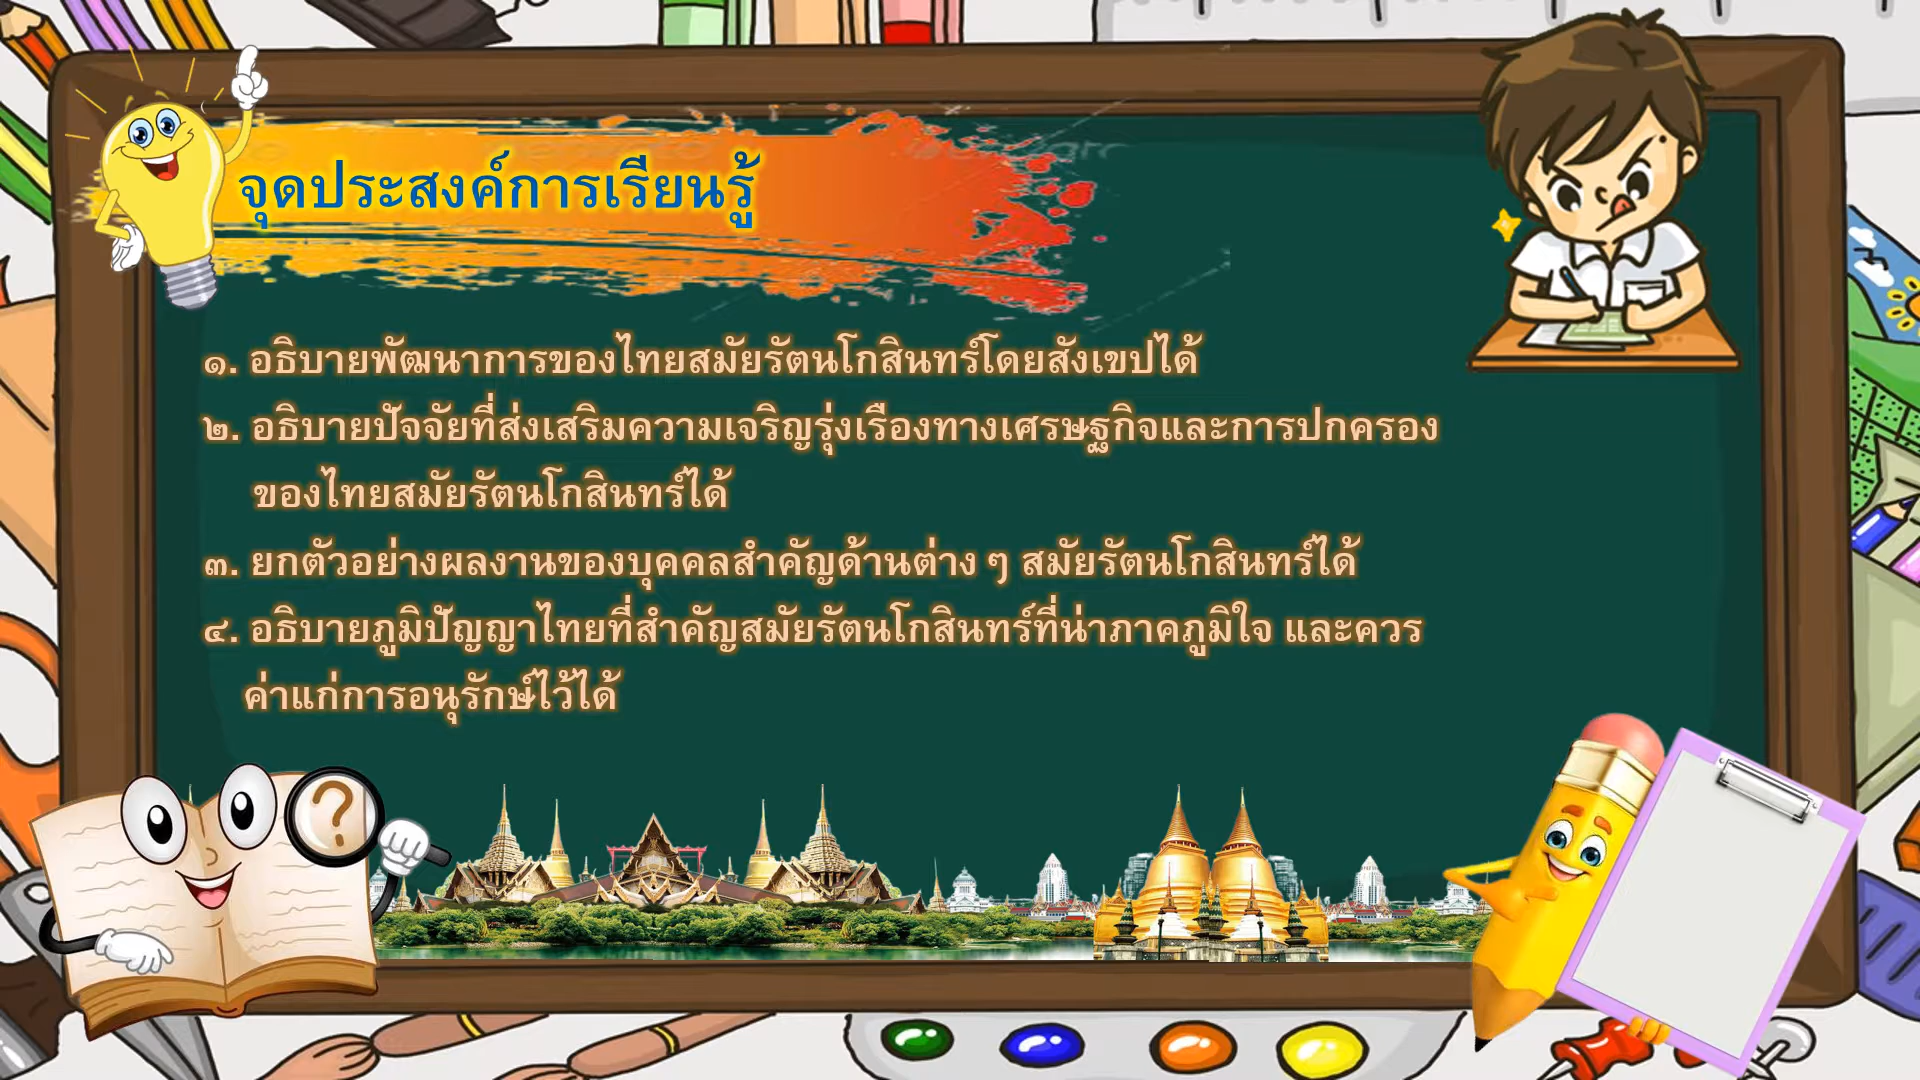 จุดประสงค์การเรียนรู้
๑. อธิบายพัฒนาการของไทยสมัยรัตนโกสินทร์โดยสังเขปได้
๒. อธิบายปัจจัยที่ส่งเสริมความเจริญรุ่งเรืองทางเศรษฐกิจและการปกครอง
ของไทยสมัยรัตนโกสินทร์ได้
๓. ยกตัวอย่างผลงานของบุคคลสำคัญด้านต่าง ๆ สมัยรัตนโกสินทร์ได้
๔. อธิบายภูมิปัญญาไทยที่สำคัญสมัยรัตนโกสินทร์ที่น่าภาคภูมิใจ และควร
ค่าแก่การอนุรักษ์ไว้ได้
?